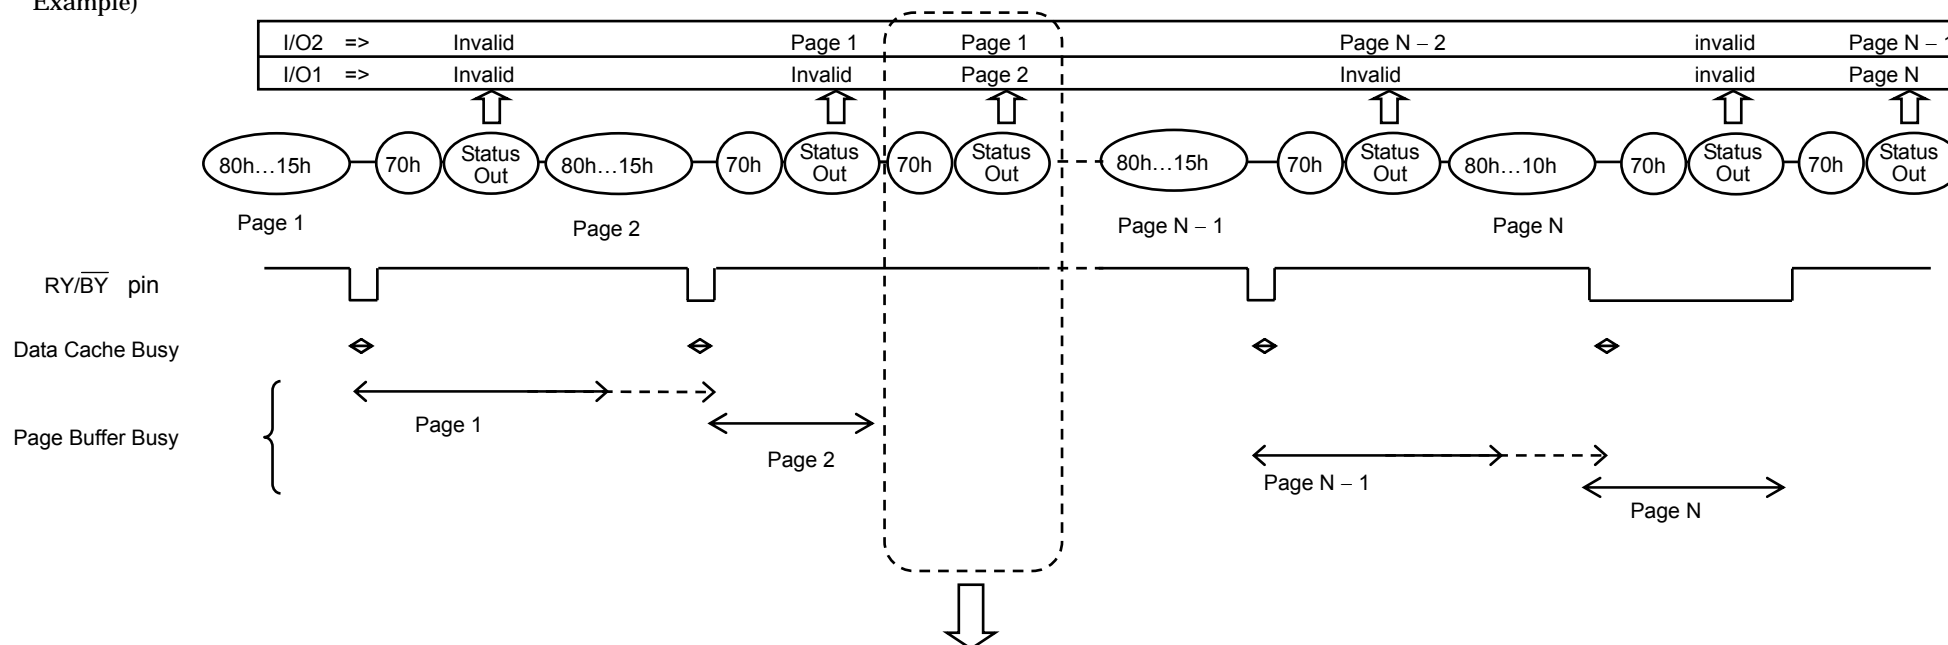 Example)
I/O2 => Invalid Page 1 Page 1 Page N − 2 invalid Page N − 1
I/O1 => Invalid Invalid Page 2 Invalid invalid Page N
80h…15h 70h Status Out 80h…15h 70h Status Out 70h Status Out 80h…15h 70h Status Out 80h…10h 70h Status Out 70h Status Out
Page 1 Page 2 Page N − 1 Page N
RY/B̅Y̅ pin
Data Cache Busy
Page Buffer Busy
Page 1
Page 2
Page N − 1
Page N